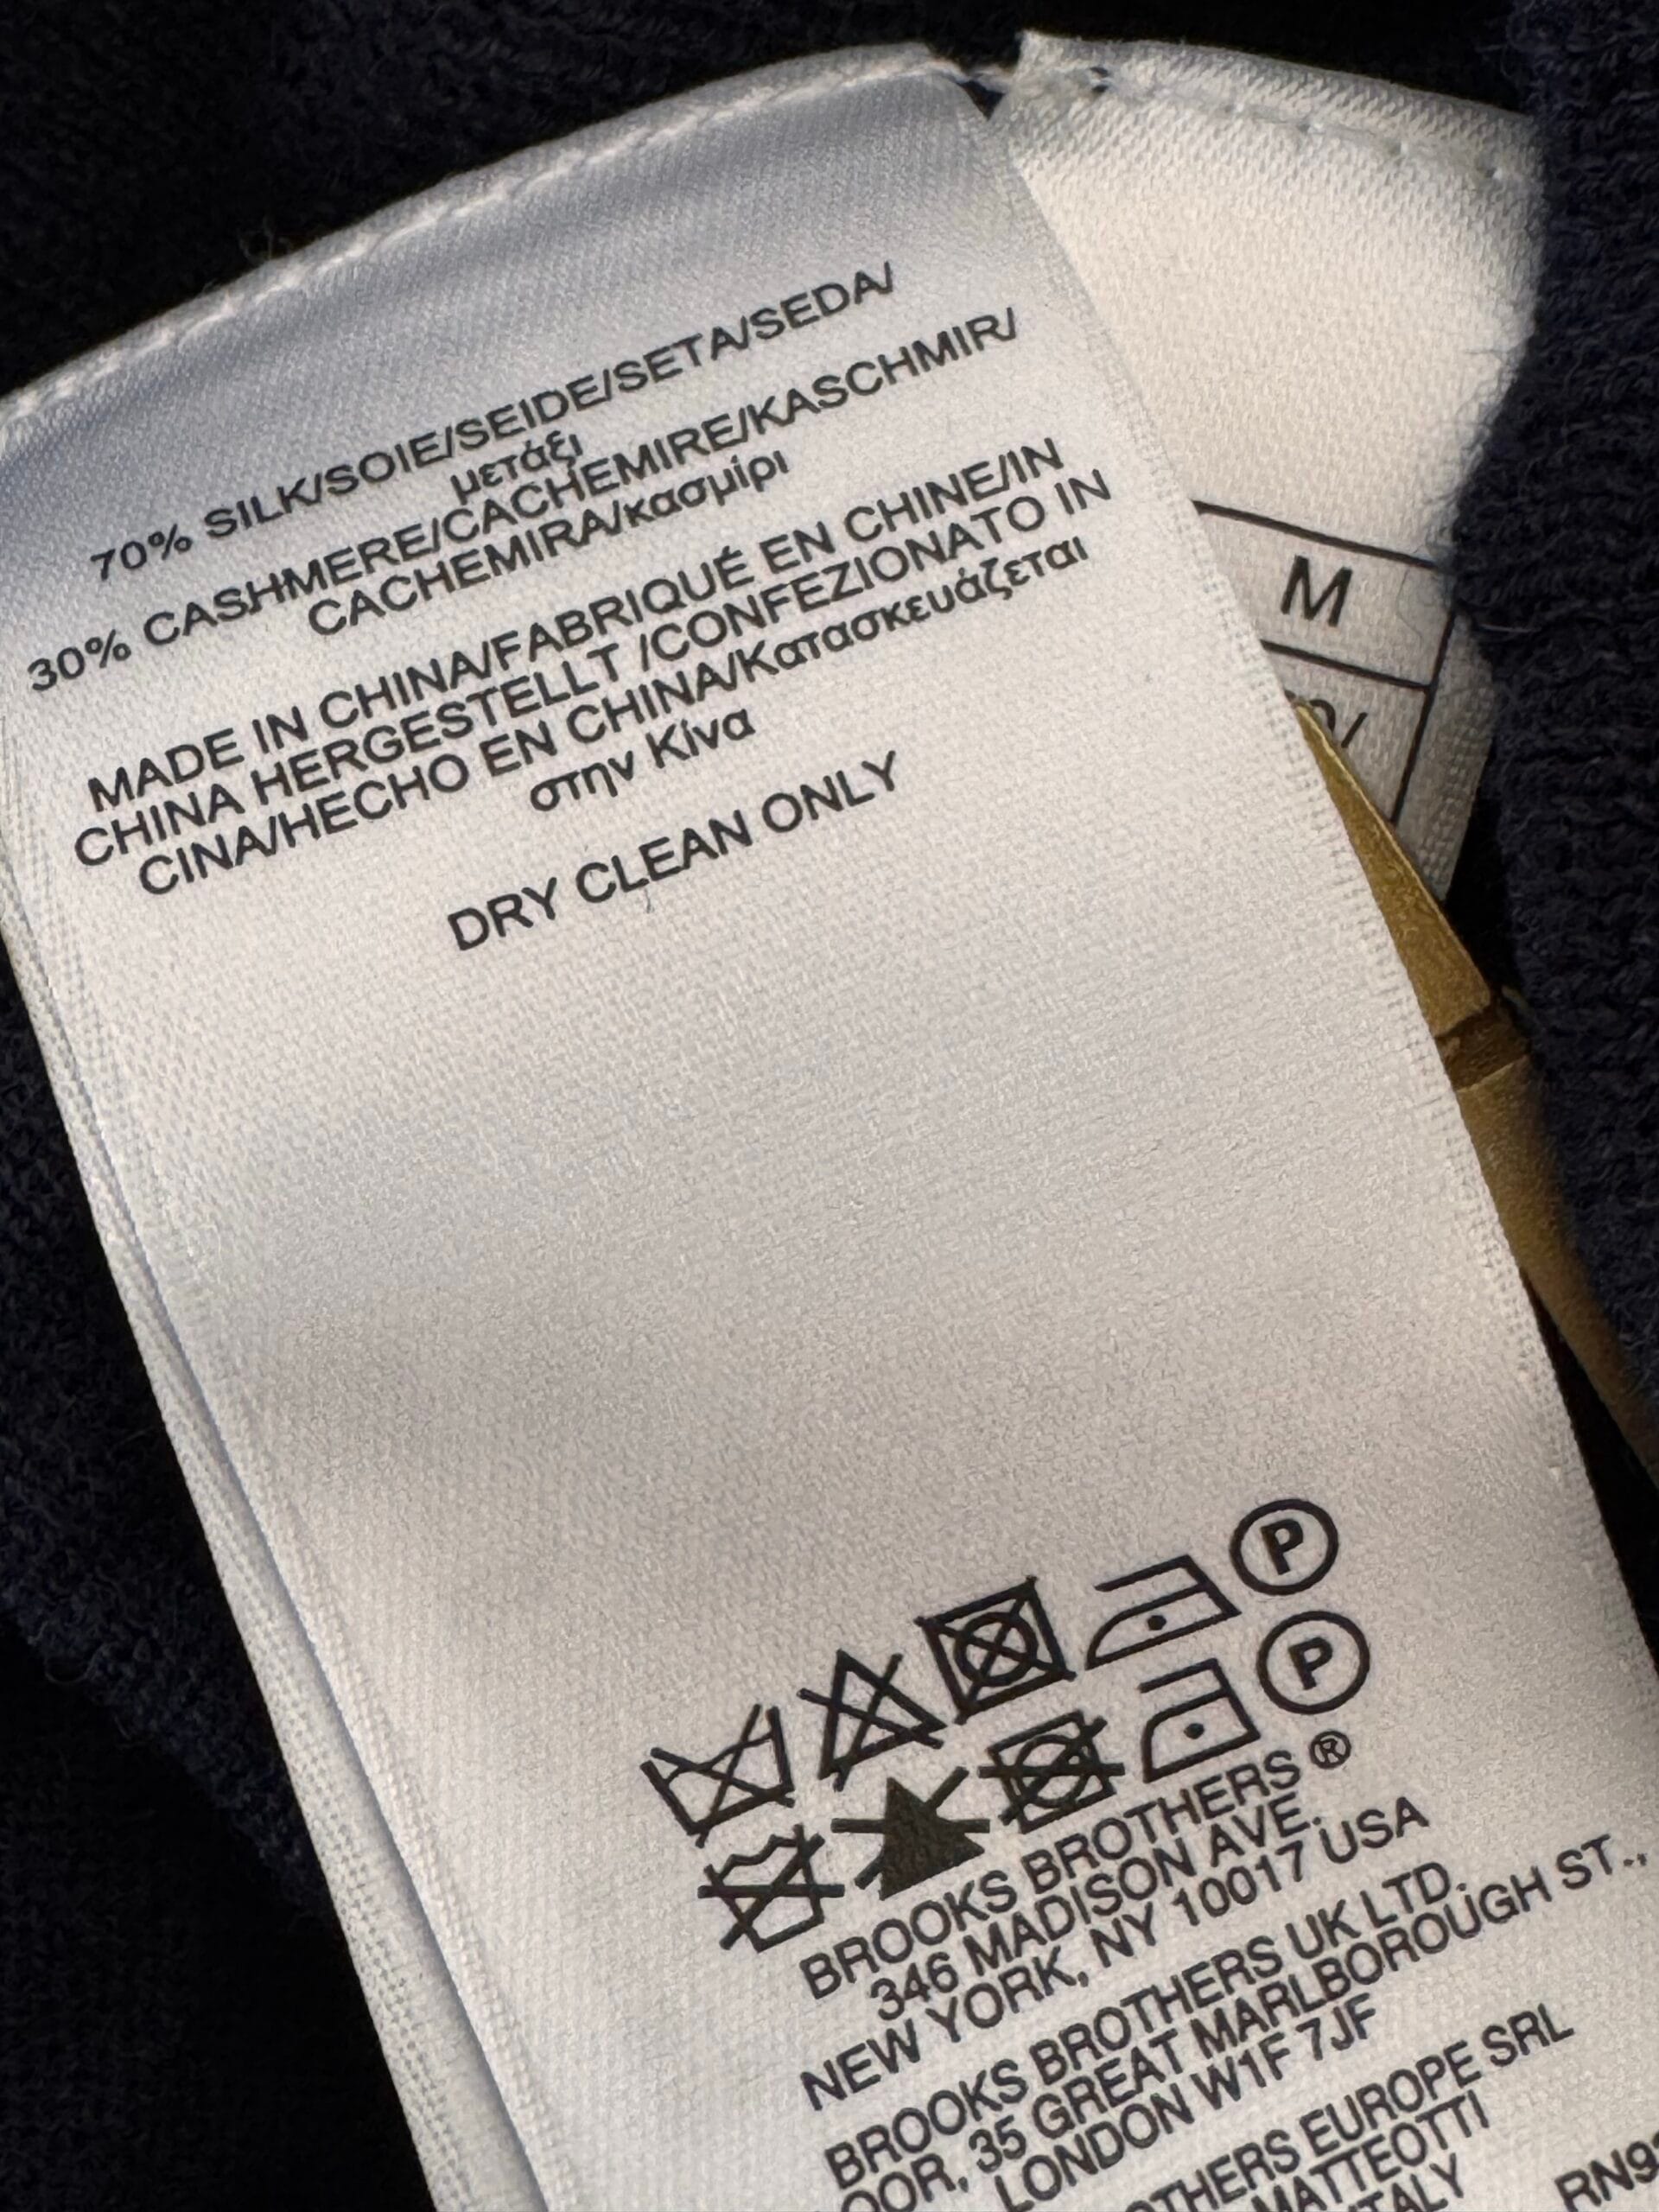 70% SILK/SOIE/SEIDE/SETA/SEDA/
μετάξι
30% CASHMERE/CACHEMIRE/KASCHMIR/
CACHEMIRA/κασμίρι
MADE IN CHINA/FABRIQUÉ EN CHINE/IN
CHINA HERGESTELLT /CONFEZIONATO IN
CINA/HECHO EN CHINA/Κατασκευάζεται
στην Κίνα
DRY CLEAN ONLY
M
P
P
BROOKS BROTHERS ®
346 MADISON AVE.
NEW YORK, NY 10017 USA
BROOKS BROTHERS UK LTD.
35 GREAT MARLBOROUGH ST.,
LONDON W1F 7JF
EUROPE SRL
MATTEOTTI